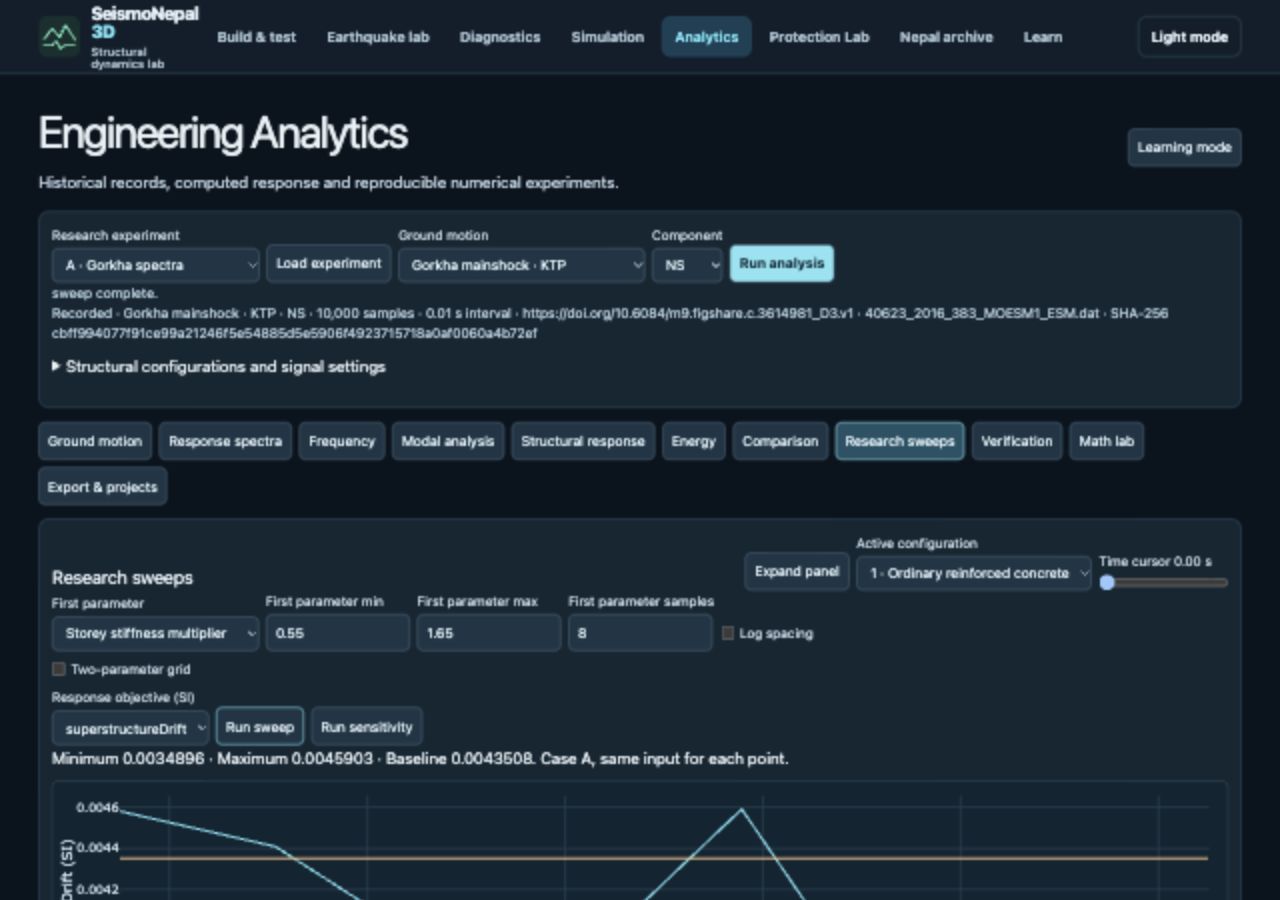 SeismoNepal
3D
Structural
dynamics lab
Build & test
Earthquake lab
Diagnostics
Simulation
Analytics
Protection Lab
Nepal archive
Learn
Light mode
Engineering Analytics
Learning mode
Historical records, computed response and reproducible numerical experiments.
Research experiment
Ground motion
Component
A · Gorkha spectra
Load experiment
Gorkha mainshock · KTP
NS
Run analysis
sweep complete.
Recorded · Gorkha mainshock · KTP · NS · 10,000 samples · 0.01 s interval · https://doi.org/10.6084/m9.figshare.c.3614981_D3.v1 · 40623_2016_383_MOESM1_ESM.dat · SHA-256
cbff994077f91ce99a21246f5e54885d5e5906f4923715718a0af0060a4b72ef
Structural configurations and signal settings
Ground motion
Response spectra
Frequency
Modal analysis
Structural response
Energy
Comparison
Research sweeps
Verification
Math lab
Export & projects
Research sweeps
Expand panel
Active configuration
1 · Ordinary reinforced concrete
Time cursor 0.00 s
First parameter
First parameter min
First parameter max
First parameter samples
Storey stiffness multiplier
0.55
1.65
8
Log spacing
Two-parameter grid
Response objective (SI)
superstructureDrift
Run sweep
Run sensitivity
Minimum 0.0034896 · Maximum 0.0045903 · Baseline 0.0043508. Case A, same input for each point.
0.0046
0.0044
0.0042
Drift (SI)